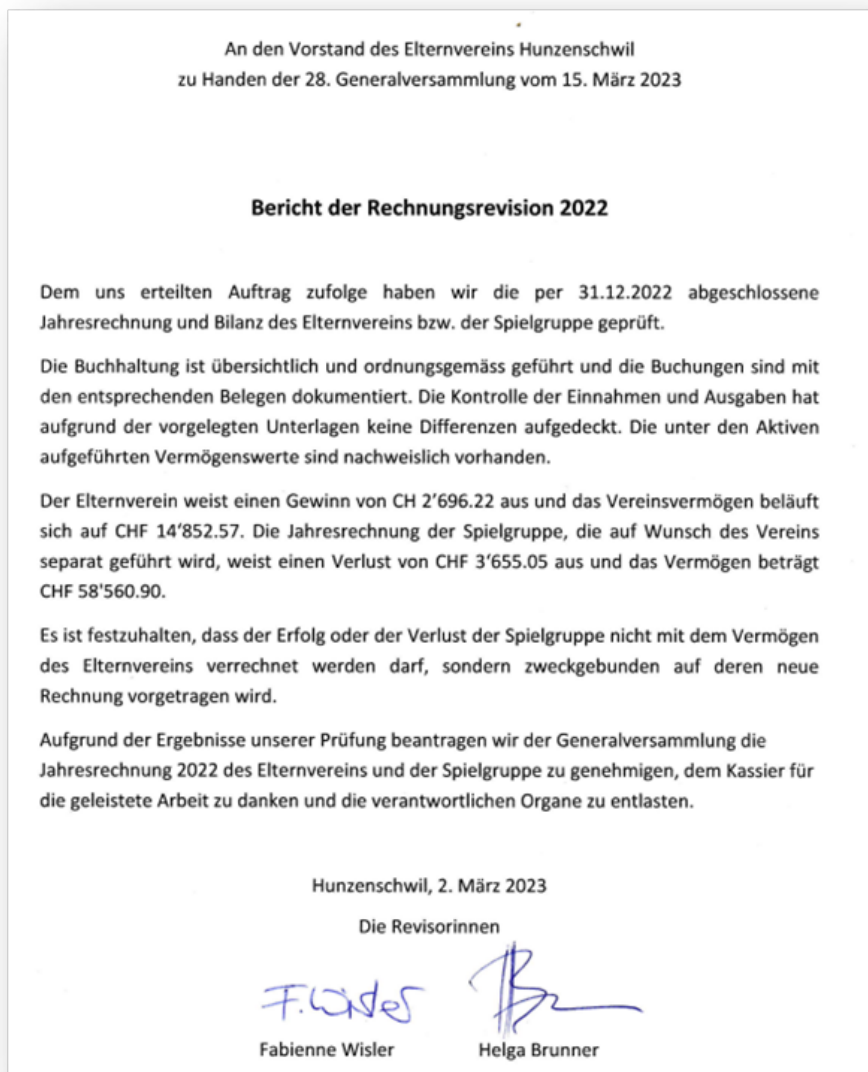 An den Vorstand des Elternvereins Hunzenschwil
zu Handen der 28. Generalversammlung vom 15. März 2023
Bericht der Rechnungsrevision 2022
Dem uns erteilten Auftrag zufolge haben wir die per 31.12.2022 abgeschlossene
Jahresrechnung und Bilanz des Elternvereins bzw. der Spielgruppe geprüft.
Die Buchhaltung ist übersichtlich und ordnungsgemäss geführt und die Buchungen sind mit
den entsprechenden Belegen dokumentiert. Die Kontrolle der Einnahmen und Ausgaben hat
aufgrund der vorgelegten Unterlagen keine Differenzen aufgedeckt. Die unter den Aktiven
aufgeführten Vermögenswerte sind nachweislich vorhanden.
Der Elternverein weist einen Gewinn von CH 2’696.22 aus und das Vereinsvermögen beläuft
sich auf CHF 14’852.57. Die Jahresrechnung der Spielgruppe, die auf Wunsch des Vereins
separat geführt wird, weist einen Verlust von CHF 3’655.05 aus und das Vermögen beträgt
CHF 58'560.90.
Es ist festzuhalten, dass der Erfolg oder der Verlust der Spielgruppe nicht mit dem Vermögen
des Elternvereins verrechnet werden darf, sondern zweckgebunden auf deren neue
Rechnung vorgetragen wird.
Aufgrund der Ergebnisse unserer Prüfung beantragen wir der Generalversammlung die
Jahresrechnung 2022 des Elternvereins und der Spielgruppe zu genehmigen, dem Kassier für
die geleistete Arbeit zu danken und die verantwortlichen Organe zu entlasten.
Hunzenschwil, 2. März 2023
Die Revisorinnen
F. Wisler
Fabienne Wisler Helga Brunner